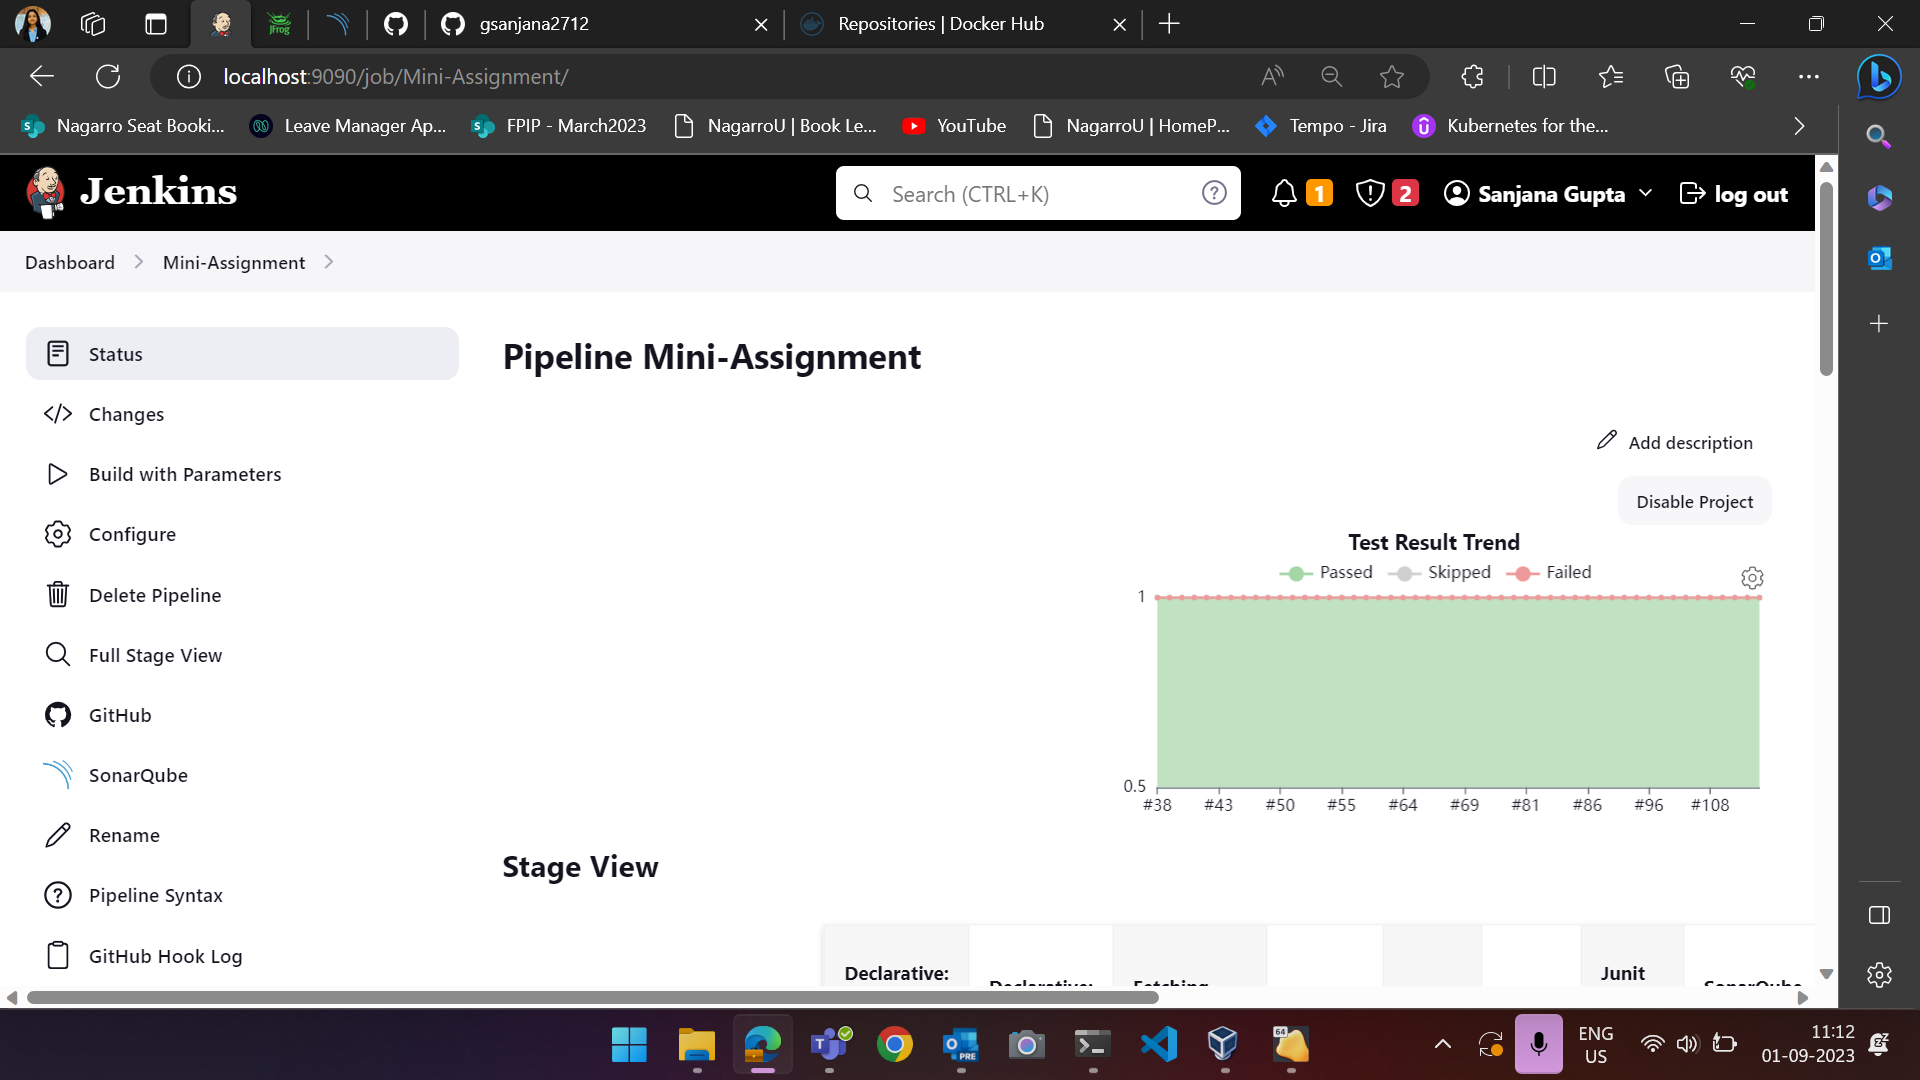 gsanjana2712
Repositories | Docker Hub
localhost:9090/job/Mini-Assignment/
Nagarro Seat Booki...
Leave Manager Ap...
FPIP - March2023
NagarroU | Book Le...
YouTube
NagarroU | HomeP...
Tempo - Jira
Kubernetes for the...
Jenkins
Search (CTRL+K)
1
2
Sanjana Gupta
log out
Dashboard
Mini-Assignment
Status
Changes
Build with Parameters
Configure
Delete Pipeline
Full Stage View
GitHub
SonarQube
Rename
Pipeline Syntax
GitHub Hook Log
Pipeline Mini-Assignment
Add description
Disable Project
Test Result Trend
Passed Skipped Failed
1
0.5
#38 #43 #50 #55 #64 #69 #81 #86 #96 #108
Stage View
Declarative:
Declarative:
Fetching
Junit
SonarQube
JFrog
PRE
64
ENG
US
11:12
01-09-2023